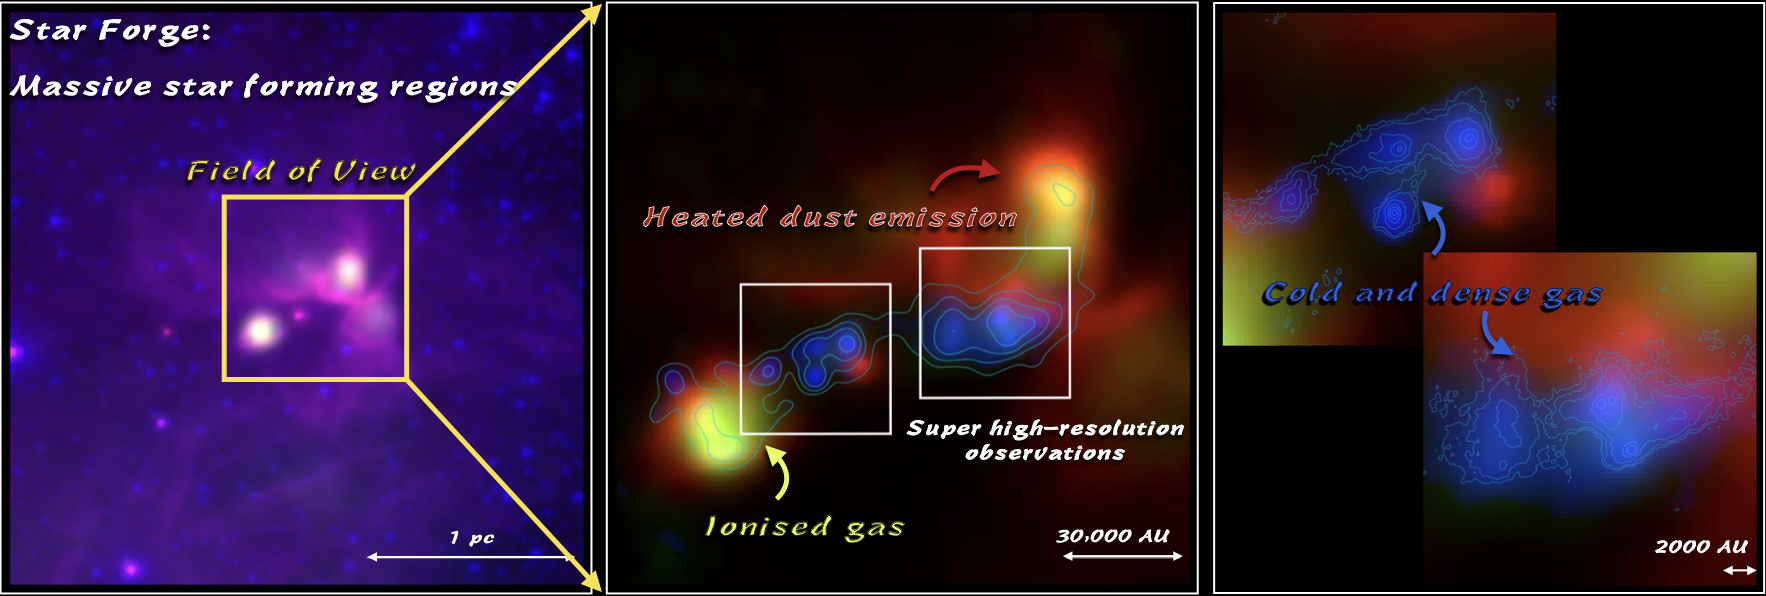 Star Forge:
Massive star forming regions
Field of View
1 pc
Heated dust emission
Super high-resolution
observations
Ionised gas
30,000 AU
Cold and dense gas
2000 AU